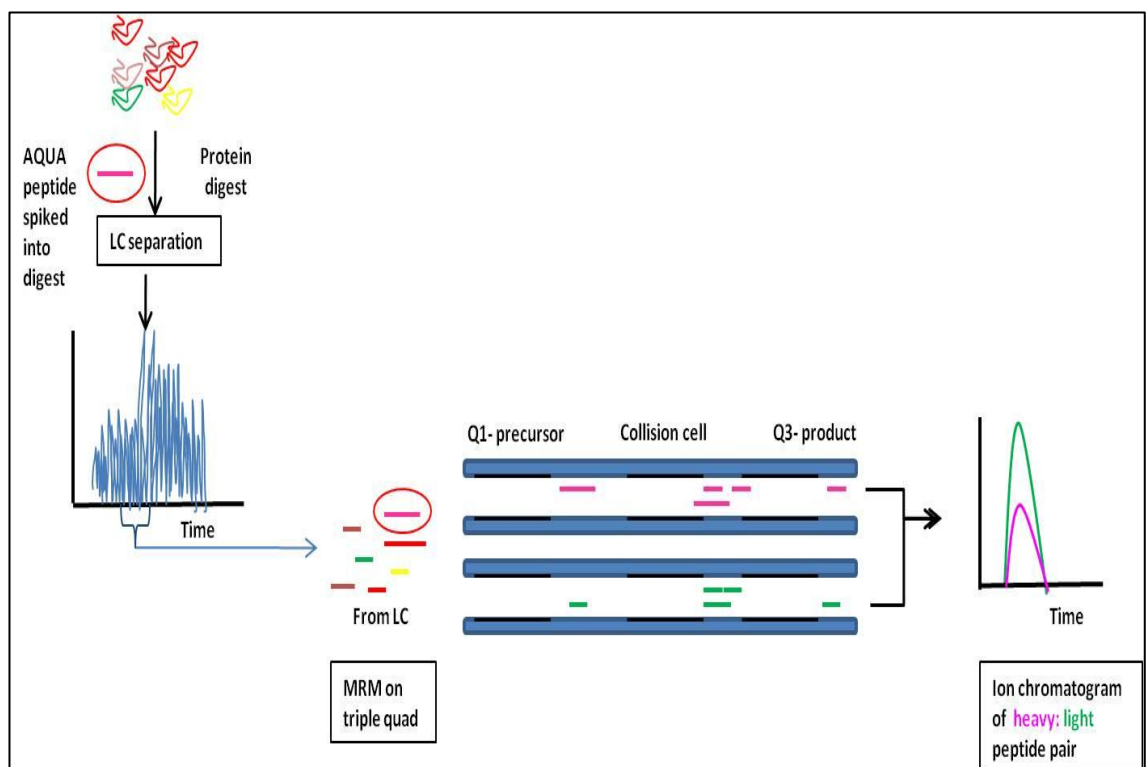 AQUA
peptide
spiked
into
digest
Protein
digest
LC separation
Time
From LC
MRM on
triple quad
Q1- precursor
Collision cell
Q3- product
Time
Ion chromatogram
of heavy: light
peptide pair